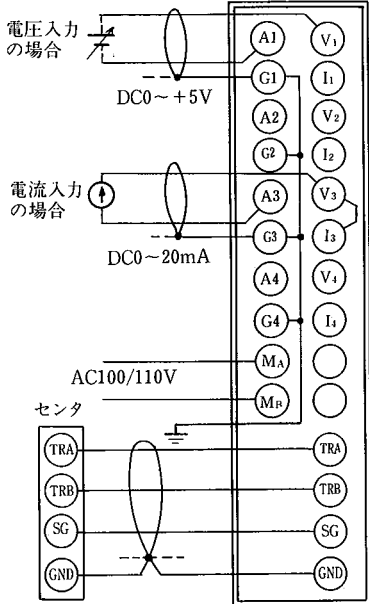 電圧入力
の場合
DC0～+5V
電流入力
の場合
DC0～20mA
AC100/110V
センタ
TRA
TRB
SG
GND
A1
V1
G1
I1
A2
V2
G2
I2
A3
V3
G3
I3
A4
V4
G4
I4
MA
MB
TRA
TRB
SG
GND